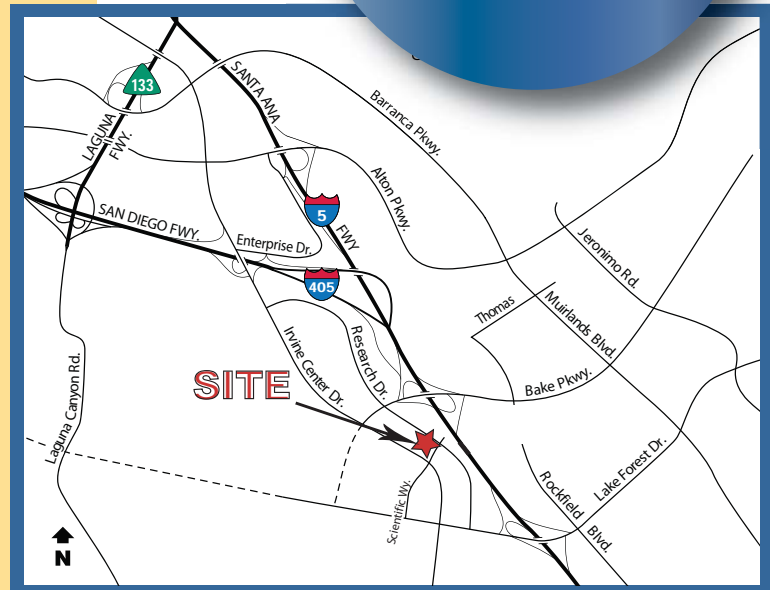 133
LAGUNA
FWY.
SANTA ANA
Barranca Pkwy.
Alton Pkwy.
5
FWY
SAN DIEGO FWY.
Enterprise Dr.
405
Jeronimo Rd.
Thomas
Muirlands Blvd.
Irvine Center Dr.
Research Dr.
Bake Pkwy.
SITE
Laguna Canyon Rd.
Scientific Wy.
Rockfield
Blvd.
Lake Forest Dr.
N